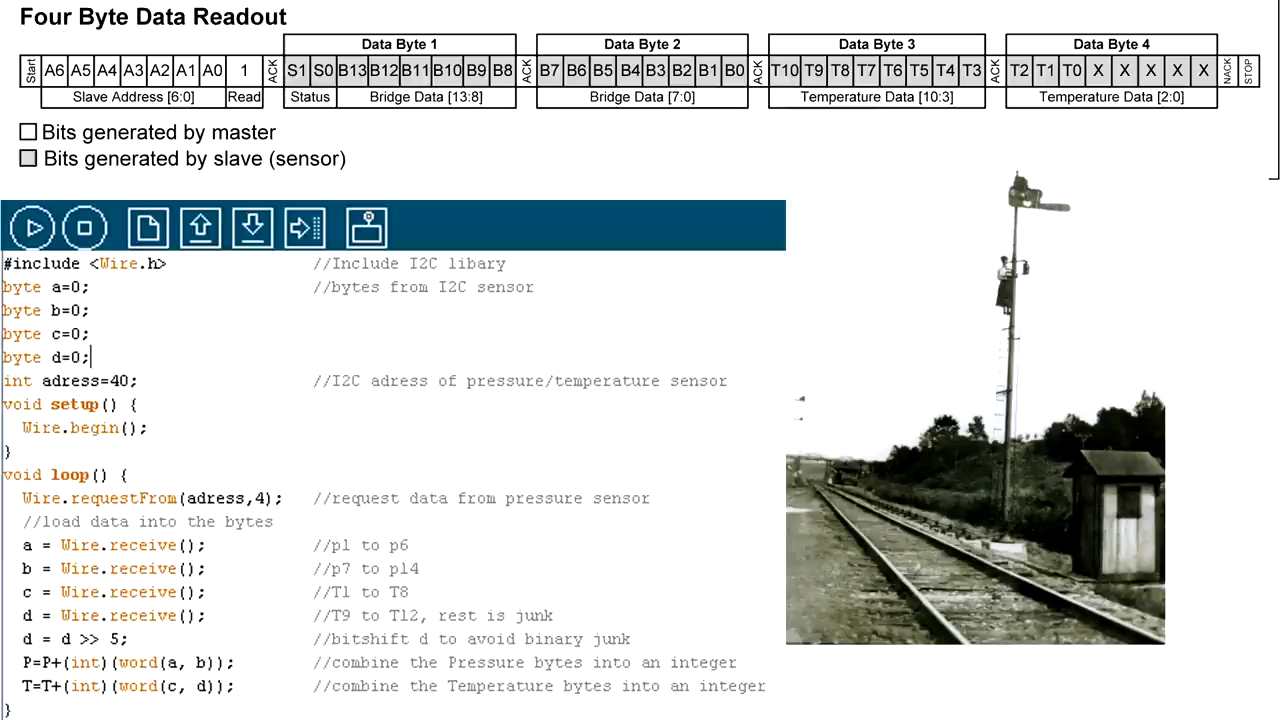 Four Byte Data Readout
Data Byte 1 Data Byte 2 Data Byte 3 Data Byte 4
Start A6 A5 A4 A3 A2 A1 A0 1 ACK S1 S0 B13 B12 B11 B10 B9 B8 ACK B7 B6 B5 B4 B3 B2 B1 B0 ACK T10 T9 T8 T7 T6 T5 T4 T3 ACK T2 T1 T0 X X X X X NACK STOP
Slave Address [6:0] Read Status Bridge Data [13:8] Bridge Data [7:0] Temperature Data [10:3] Temperature Data [2:0]
Bits generated by master
Bits generated by slave (sensor)
#include <Wire.h> //Include I2C libary
byte a=0; //bytes from I2C sensor
byte b=0;
byte c=0;
byte d=0;
int adress=40; //I2C adress of pressure/temperature sensor
void setup() {
Wire.begin();
}
void loop() {
Wire.requestFrom(adress,4); //request data from pressure sensor
//load data into the bytes
a = Wire.receive(); //p1 to p6
b = Wire.receive(); //p7 to p14
c = Wire.receive(); //T1 to T8
d = Wire.receive(); //T9 to T12, rest is junk
d = d >> 5; //bitshift d to avoid binary junk
P=P+(int)(word(a, b)); //combine the Pressure bytes into an integer
T=T+(int)(word(c, d)); //combine the Temperature bytes into an integer
}